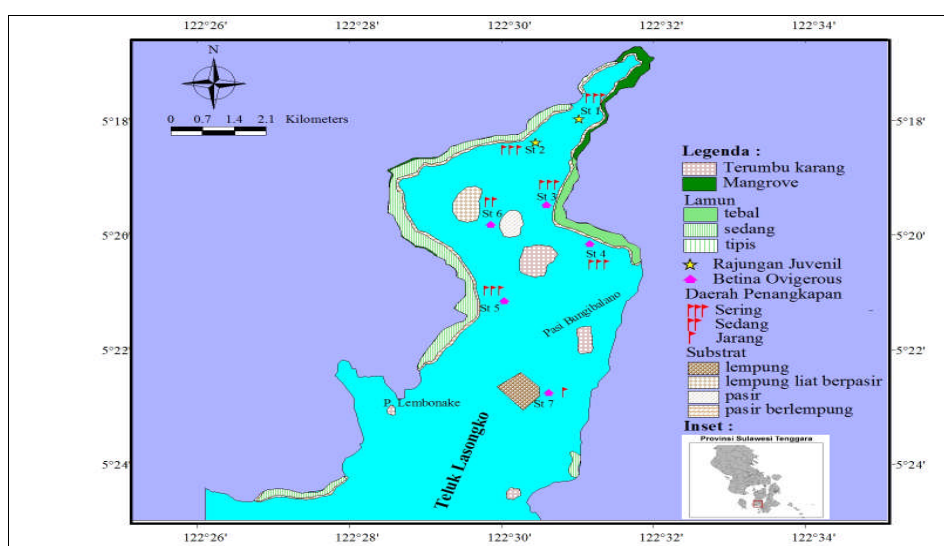 122°26' 122°28' 122°30' 122°32' 122°34'
N
0 0.7 1.4 2.1 Kilometers
5°18' 5°18'
St 1
St 2
Legenda :
Terumbu karang
Mangrove
Lamun
tebal
sedang
tipis
St 3
St 6
5°20' 5°20'
St 4
Rajungan Juvenil
Betina Ovigerous
Daerah Penangkapan
Sering
Sedang
Jarang
St 5
Pasi Bungibalano
5°22' 5°22'
Substrat
lempung
lempung liat berpasir
pasir
pasir berlempung
P. Lembonake
St 7
Teluk Lasongko
Inset :
Provinsi Sulawesi Tenggara
5°24' 5°24'
122°26' 122°28' 122°30' 122°32' 122°34'